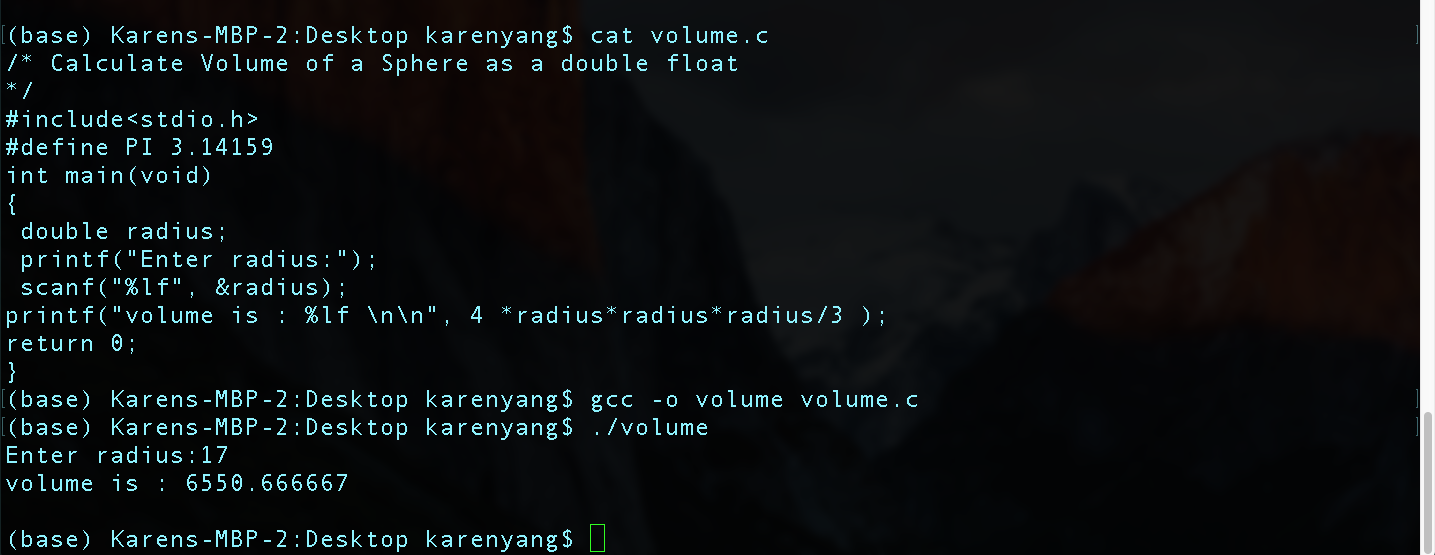 (base) Karens-MBP-2:Desktop karenyang$ cat volume.c
/* Calculate Volume of a Sphere as a double float
*/
#include<stdio.h>
#define PI 3.14159
int main(void)
{
 double radius;
 printf("Enter radius:");
 scanf("%lf", &radius);
printf("volume is : %lf \n\n", 4 *radius*radius*radius/3 );
return 0;
}
(base) Karens-MBP-2:Desktop karenyang$ gcc -o volume volume.c
(base) Karens-MBP-2:Desktop karenyang$ ./volume
Enter radius:17
volume is : 6550.666667

(base) Karens-MBP-2:Desktop karenyang$